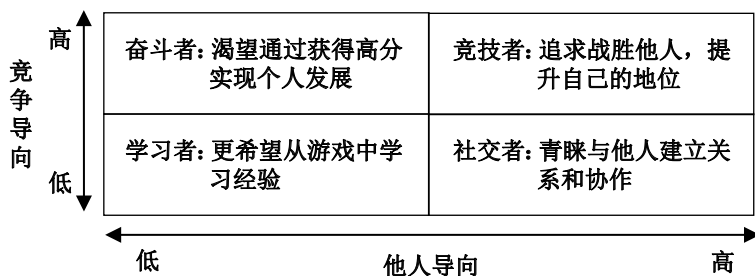 高
奋斗者：渴望通过获得高分
实现个人发展
竞技者：追求战胜他人，提
升自己的地位
竞争导向
学习者：更希望从游戏中学
习经验
社交者：青睐与他人建立关
系和协作
低
低
他人导向
高